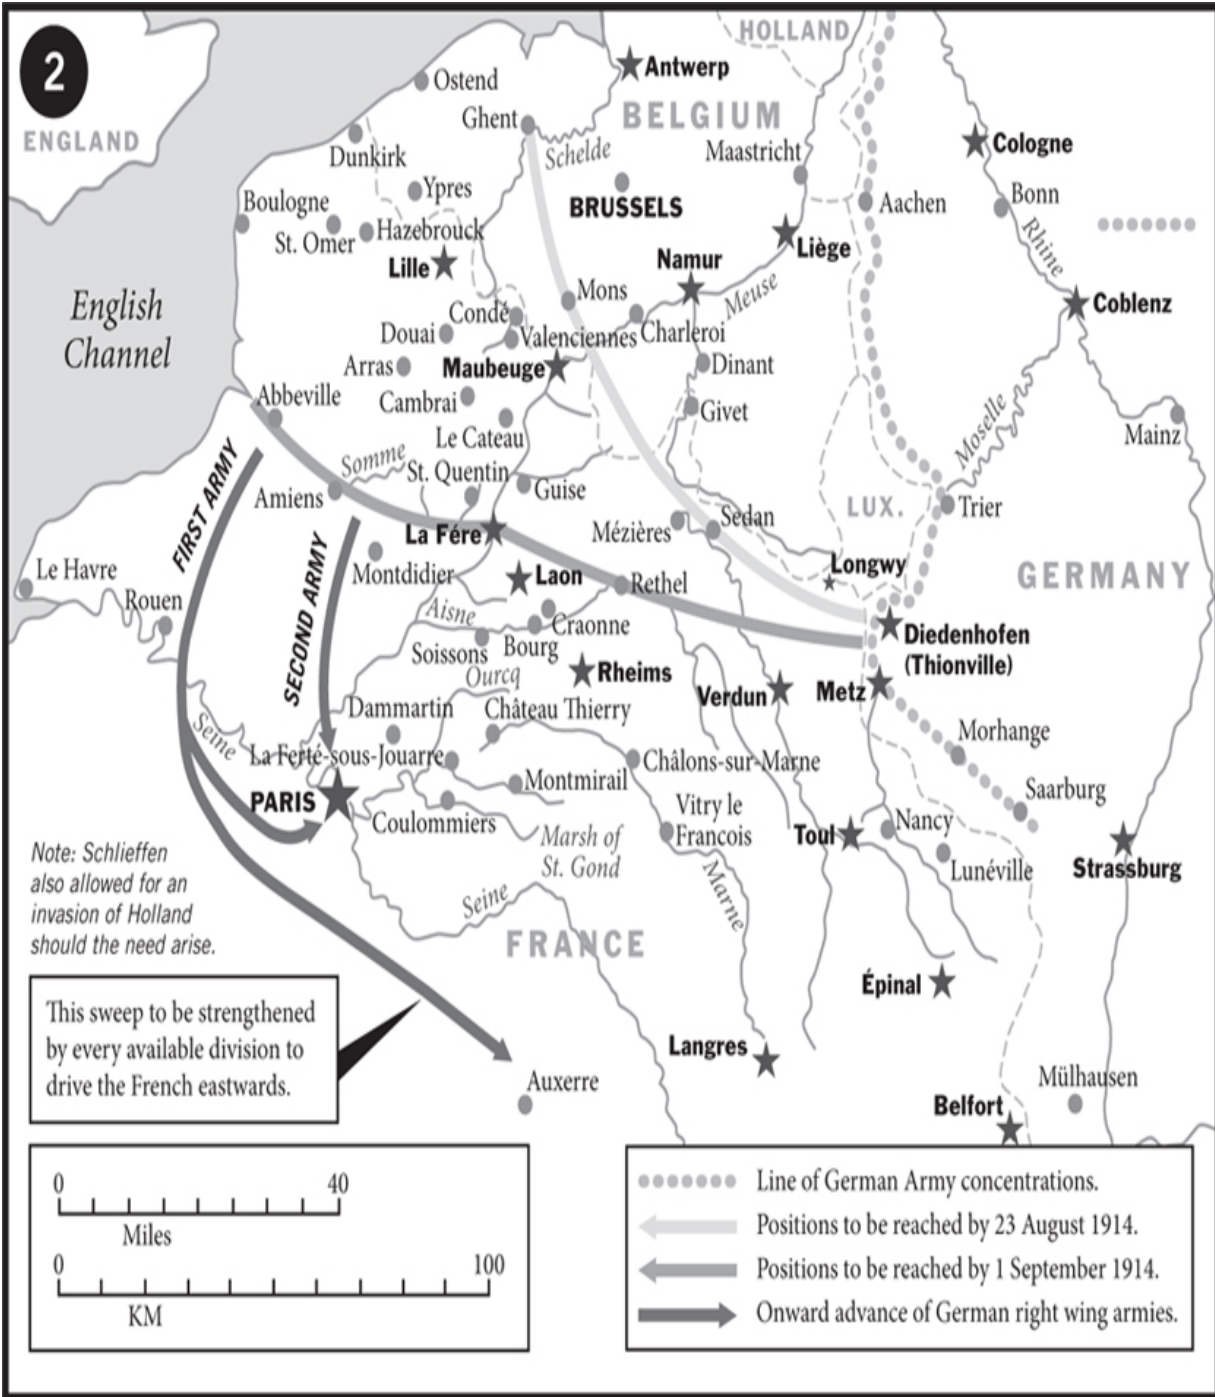 2
HOLLAND
Antwerp
Ostend
ENGLAND
Ghent
BELGIUM
Cologne
Dunkirk
Schelde
Maastricht
Ypres
BRUSSELS
Aachen
Bonn
Boulogne
St. Omer
Hazebrouck
Rhine
Liège
Lille
Namur
Meuse
English
Channel
Mons
Coblenz
Condé
Douai
Valenciennes
Charleroi
Arras
Maubeuge
Dinant
Abbeville
Cambrai
Givet
Mainz
Le Cateau
Moselle
Somme
St. Quentin
Guise
Amiens
FIRST ARMY
LUX.
Trier
Sedan
Mézières
La Fére
SECOND ARMY
Longwy
Le Havre
Montdidier
Laon
Rethel
GERMANY
Rouen
Aisne
Craonne
Diedenhofen
(Thionville)
Soissons
Bourg
Ourcq
Rheims
Verdun
Metz
Seine
Dammartin
Château Thierry
Morhange
La Ferté-sous-Jouarre
Châlons-sur-Marne
Montmirail
Saarburg
PARIS
Coulommiers
Vitry le
Francois
Toul
Nancy
Marsh of
St. Gond
Lunéville
Strassburg
Note: Schlieffen
also allowed for an
invasion of Holland
should the need arise.
Seine
Marne
FRANCE
Épinal
This sweep to be strengthened
by every available division to
drive the French eastwards.
Langres
Auxerre
Mülhausen
Belfort
0 40
Miles
0 100
KM
Line of German Army concentrations.
Positions to be reached by 23 August 1914.
Positions to be reached by 1 September 1914.
Onward advance of German right wing armies.